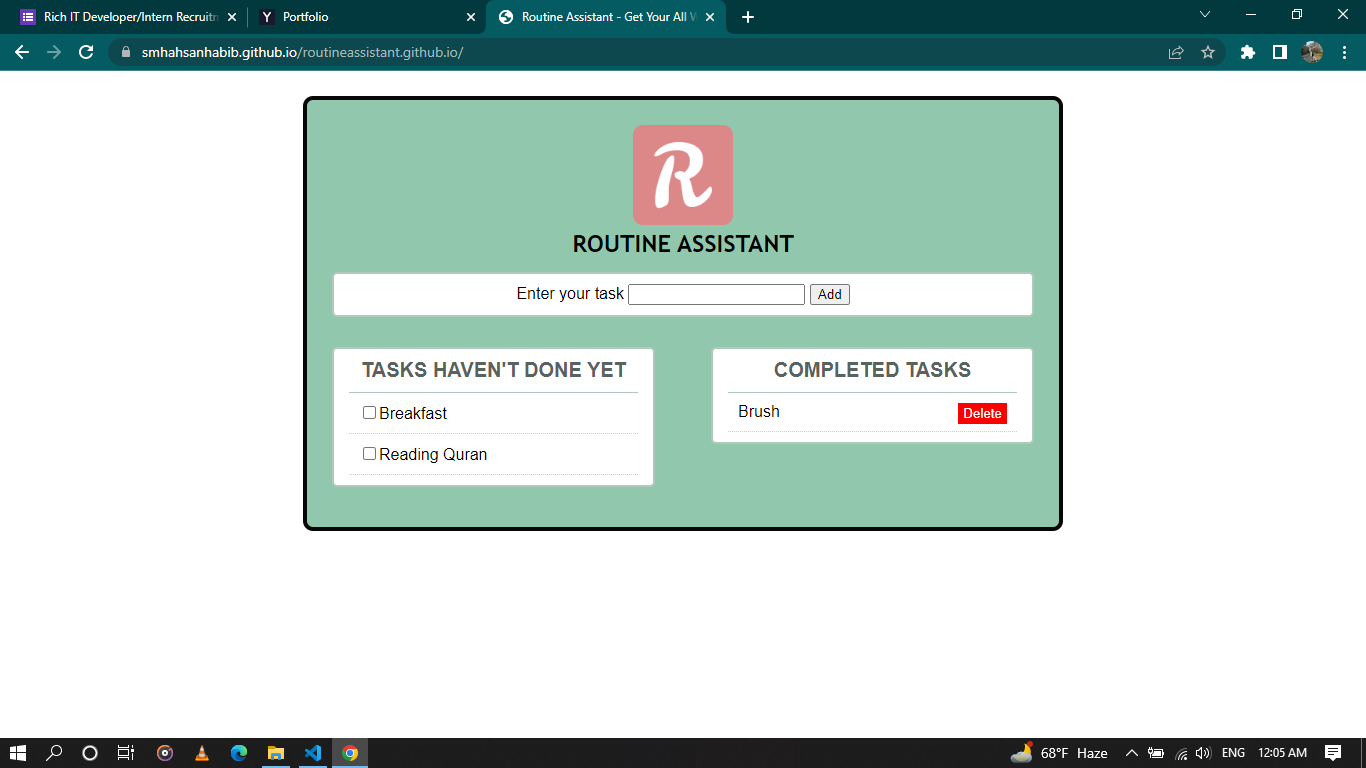 Rich IT Developer/Intern Recruitm
Portfolio
Routine Assistant - Get Your All W
smhahsanhabib.github.io/routineassistant.github.io/
R
ROUTINE ASSISTANT
Enter your task Add
TASKS HAVEN'T DONE YET
Breakfast
Reading Quran
COMPLETED TASKS
Brush Delete
68°F Haze ENG 12:05 AM